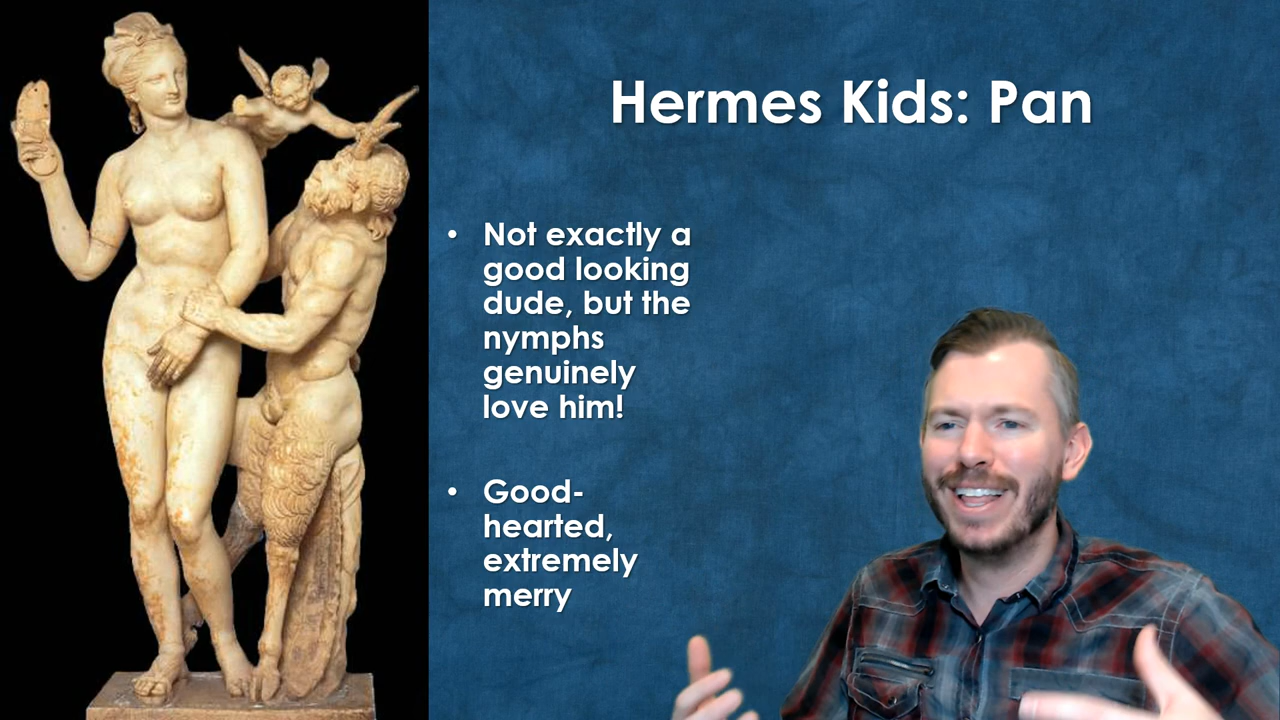 Hermes Kids: Pan
• Not exactly a
good looking
dude, but the
nymphs
genuinely
love him!
• Good-
hearted,
extremely
merry